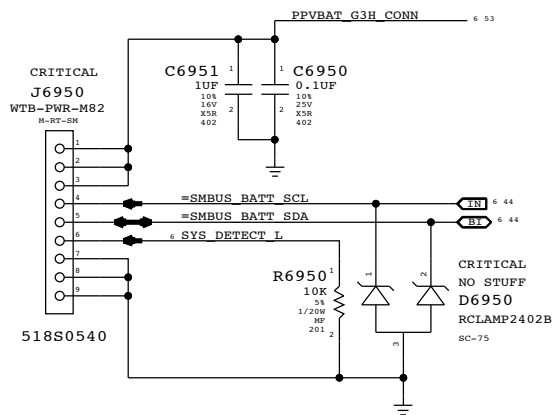 PPVBAT_G3H_CONN
6 53
CRITICAL
J6950
WTB-PWR-M82
M-RT-SM
C6951
1UF
10%
16V
X5R
402
1
2
C6950
0.1UF
10%
25V
X5R
402
1
2
1
2
3
4
5
6
7
8
9
=SMBUS_BATT_SCL
IN
6 44
=SMBUS_BATT_SDA
BI
6 44
6 SYS_DETECT_L
R6950
10K
5%
1/20W
MF
201
1
2
1
2
3
CRITICAL
NO STUFF
D6950
RCLAMP2402B
SC-75
518S0540